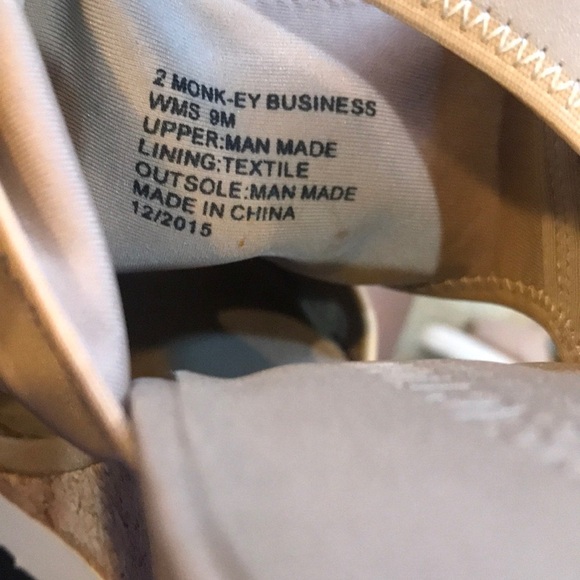 2 MONK-EY BUSINESS
WMS 9M
UPPER:MAN MADE
LINING:TEXTILE
OUTSOLE:MAN MADE
MADE IN CHINA
12/2015